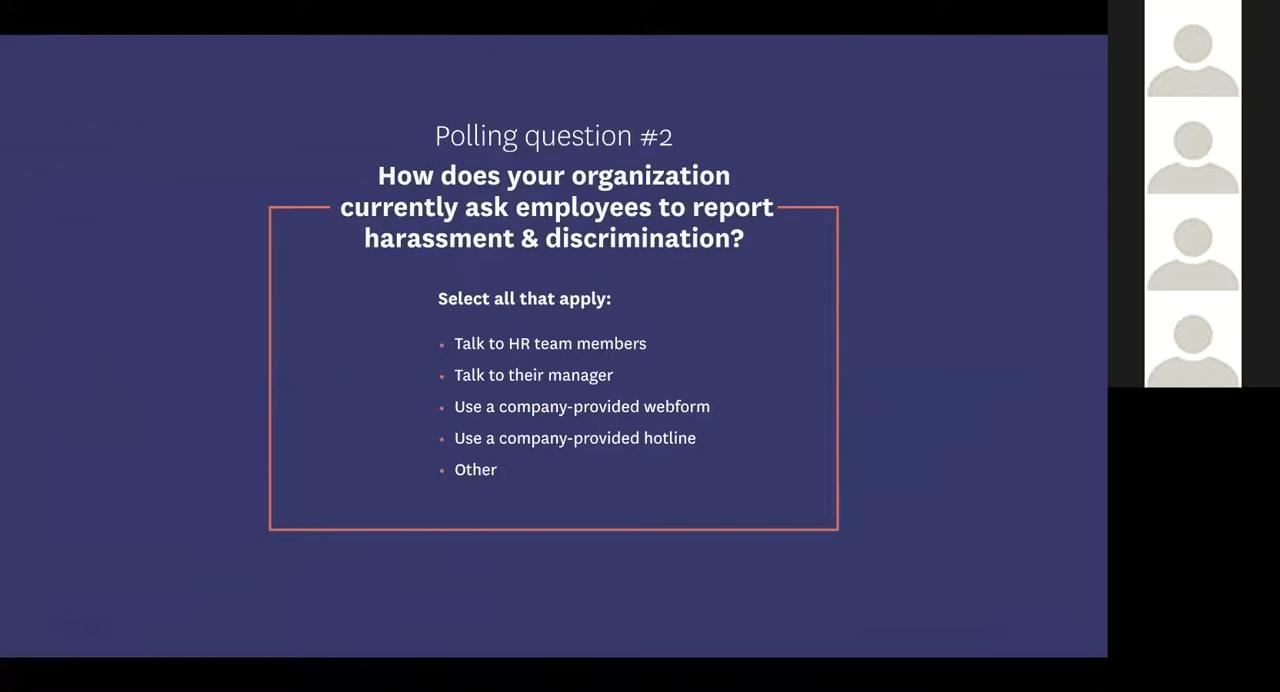 Polling question #2
How does your organization
currently ask employees to report
harassment & discrimination?
Select all that apply:
• Talk to HR team members
• Talk to their manager
• Use a company-provided webform
• Use a company-provided hotline
• Other